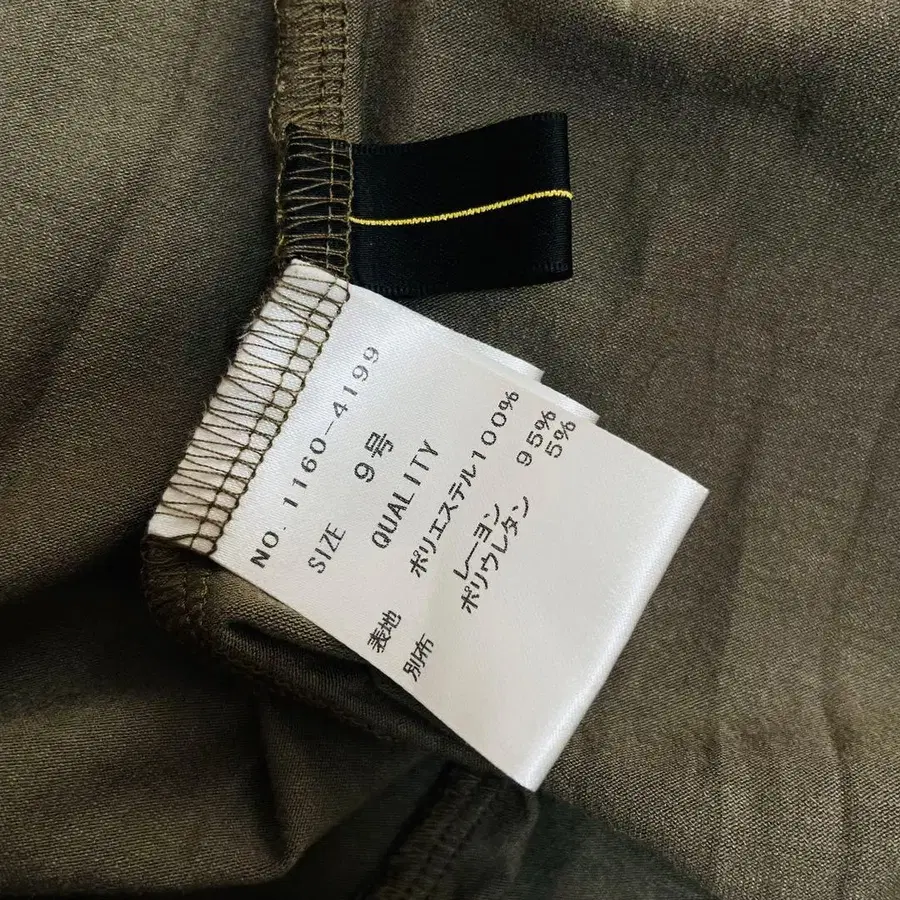 NO. 1160-4199
SIZE 9号
QUALITY
表地 ポリエステル100%
別布 レーヨン 95%
ポリウレタン 5%